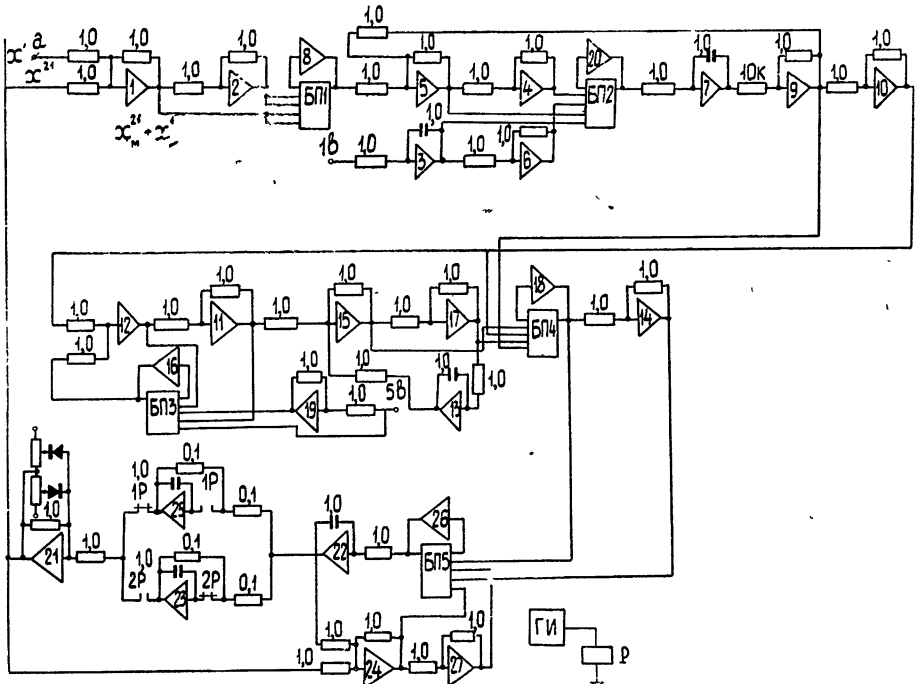 1,0
x' a 1,0 1,0 1,0 1,0 8 1,0 1,0 1,0 20 1,0 1,0 10к 1,0 1,0 1,0
x²¹ 1,0 1 2 БП1 5 4 БП2 7 9 10
xм²¹ + x'
1в 1,0 1,0 3 1,0 1,0 6
1,0 1,0 1,0 1,0 18 1,0
1,0 12 1,0 11 1,0 15 1,0 17 БП4 1,0 14
1,0 16 БП3 1,0 19 1,0 5в 1,0 1,0 13 1,0
0,1
1,0 1P 25 1P 0,1 1,0 26
1,0 21 1,0 22 1,0 БП5
0,1
2P 1,0 23 2P 0,1
1,0 1,0 1,0 ГИ
1,0 24 1,0 27 P